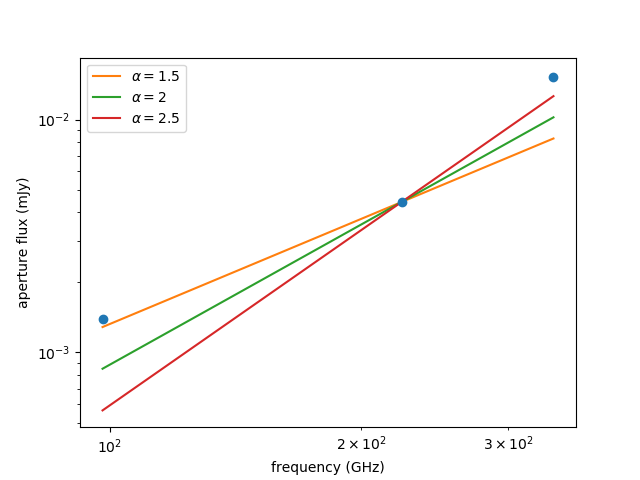 α = 1.5
α = 2
α = 2.5
10⁻²
10⁻³
aperture flux (mJy)
10² 2 × 10² 3 × 10²
frequency (GHz)